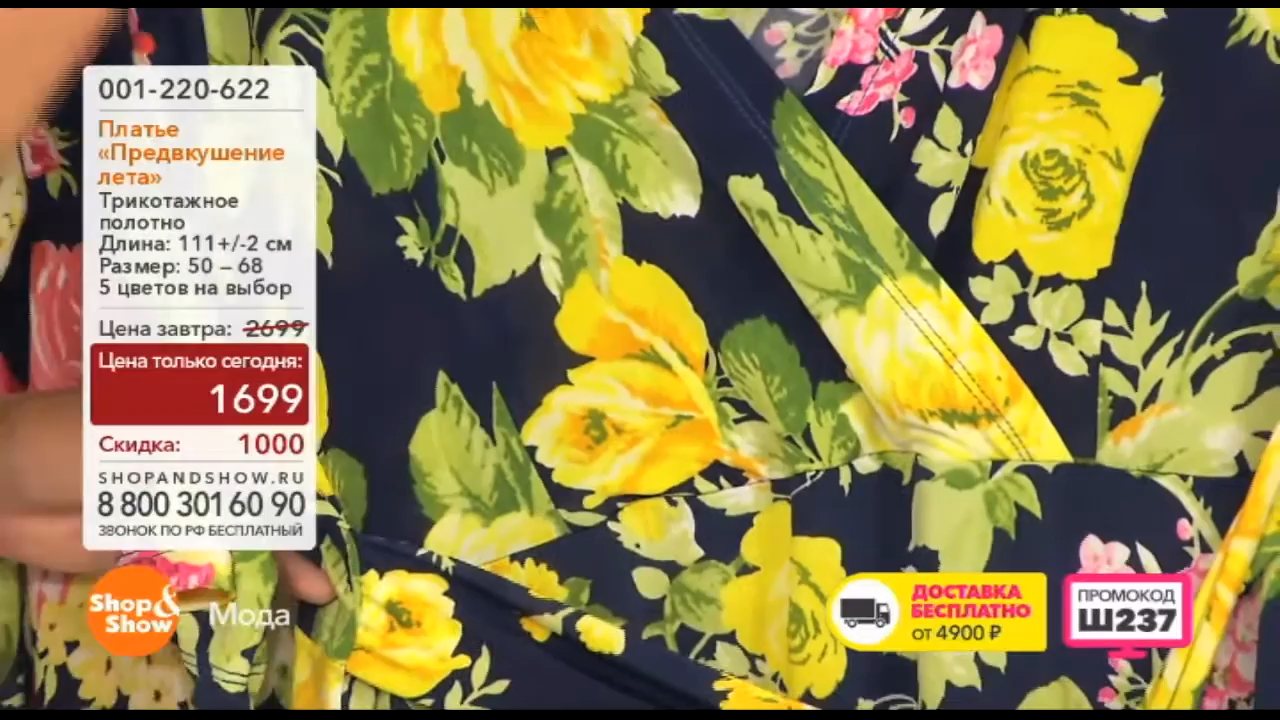 001-220-622
Платье
«Предвкушение
лета»
Трикотажное
полотно
Длина: 111+/-2 см
Размер: 50 – 68
5 цветов на выбор
Цена завтра: 2699
Цена только сегодня:
1699
Скидка: 1000
SHOPANDSHOW.RU
8 800 301 60 90
ЗВОНОК ПО РФ БЕСПЛАТНЫЙ
Shop &
Show
Мода
ДОСТАВКА
БЕСПЛАТНО
от 4900 ₽
ПРОМОКОД
Ш237